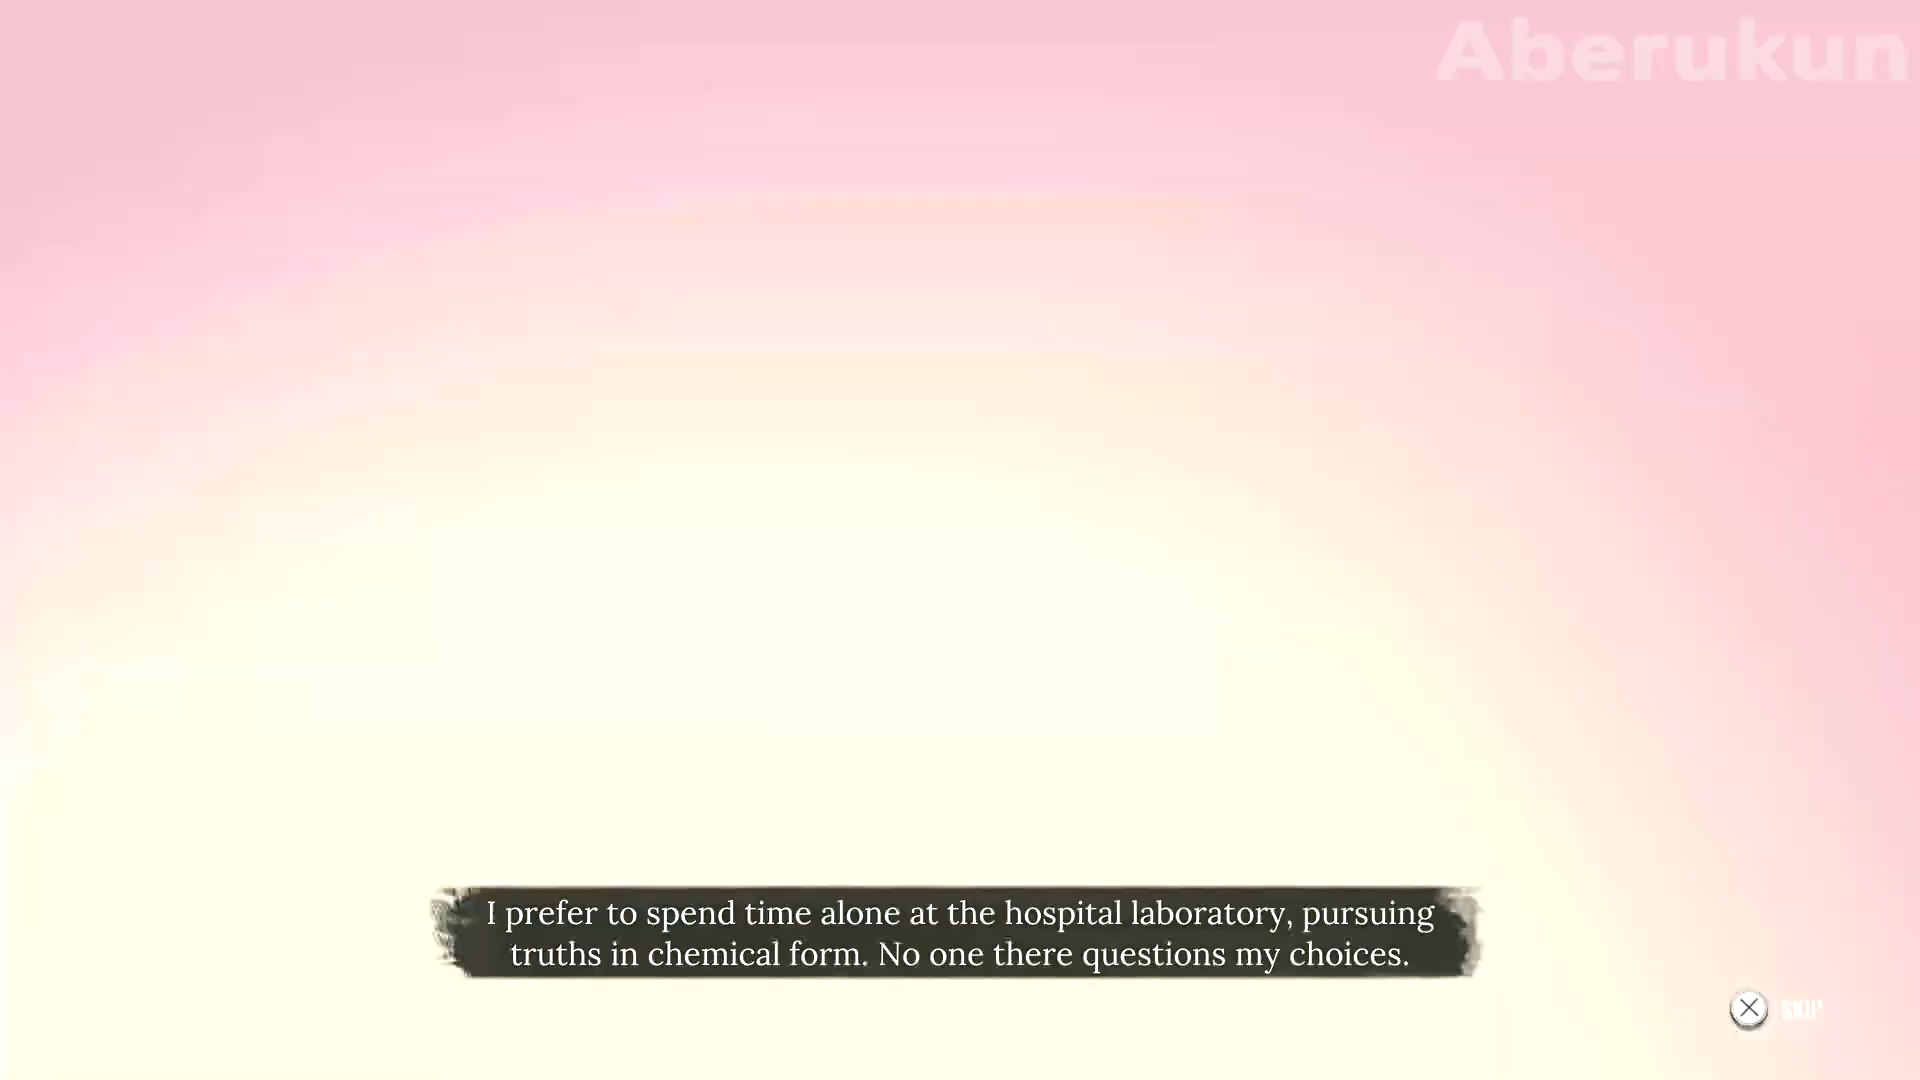 Aberukun
I prefer to spend time alone at the hospital laboratory, pursuing
truths in chemical form. No one there questions my choices.
SKIP